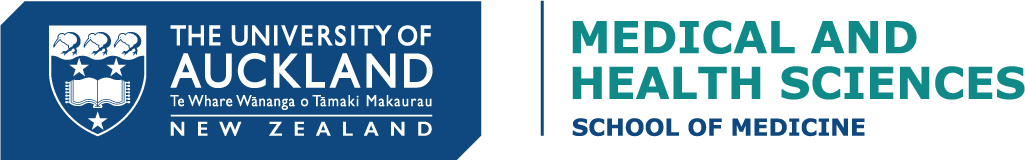 THE UNIVERSITY OF
AUCKLAND
Te Whare Wānanga o Tāmaki Makaurau
NEW ZEALAND
MEDICAL AND
HEALTH SCIENCES
SCHOOL OF MEDICINE